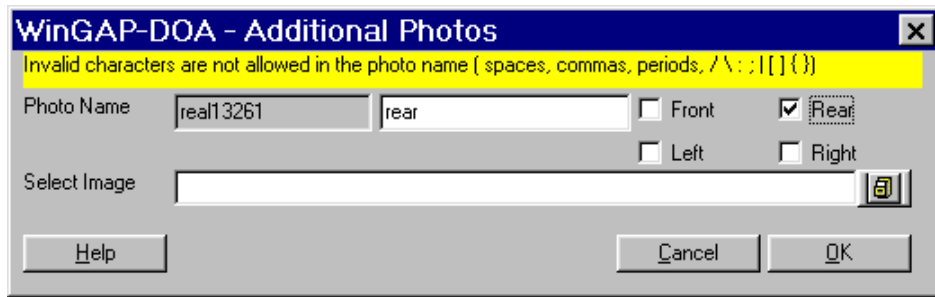 WinGAP-DOA - Additional Photos
Invalid characters are not allowed in the photo name ( spaces, commas, periods, / \ : ; | [ ] { })
Photo Name real13261 rear Front Rear
Left Right
Select Image
Help Cancel OK